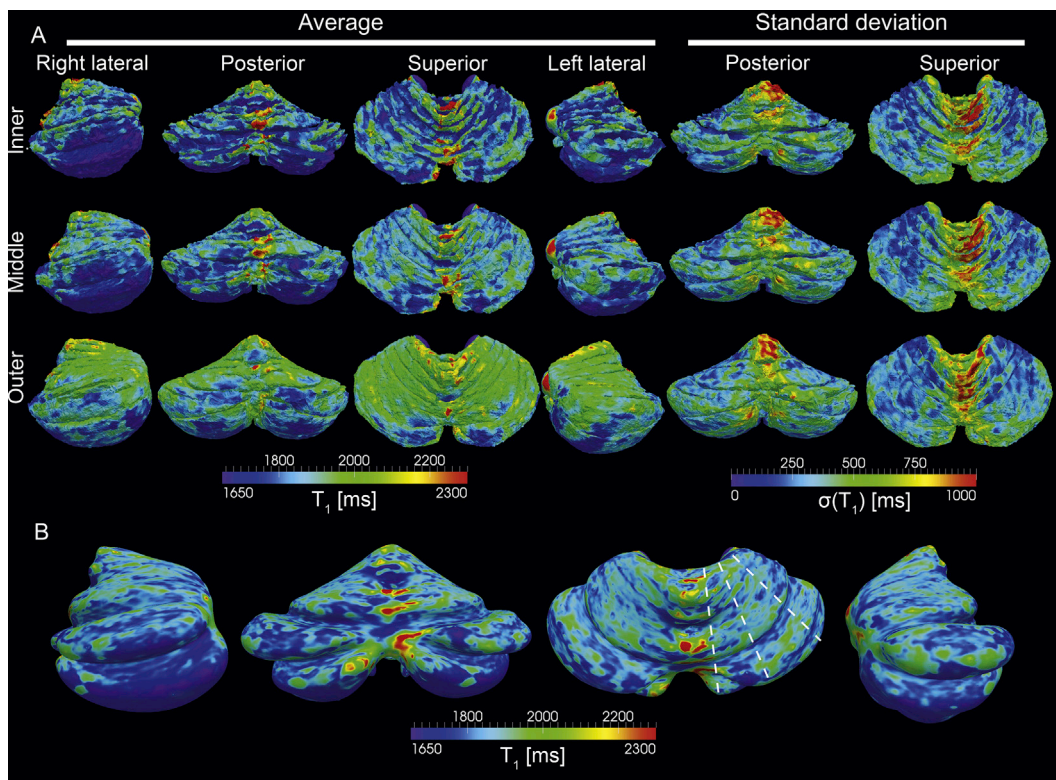 A
Average
Standard deviation
Right lateral
Posterior
Superior
Left lateral
Posterior
Superior
Inner
Middle
Outer
1800
2000
2200
1650
T1 [ms]
2300
250
500
750
0
σ(T1)
1000
B
1800
2000
2200
1650
T1 [ms]
2300